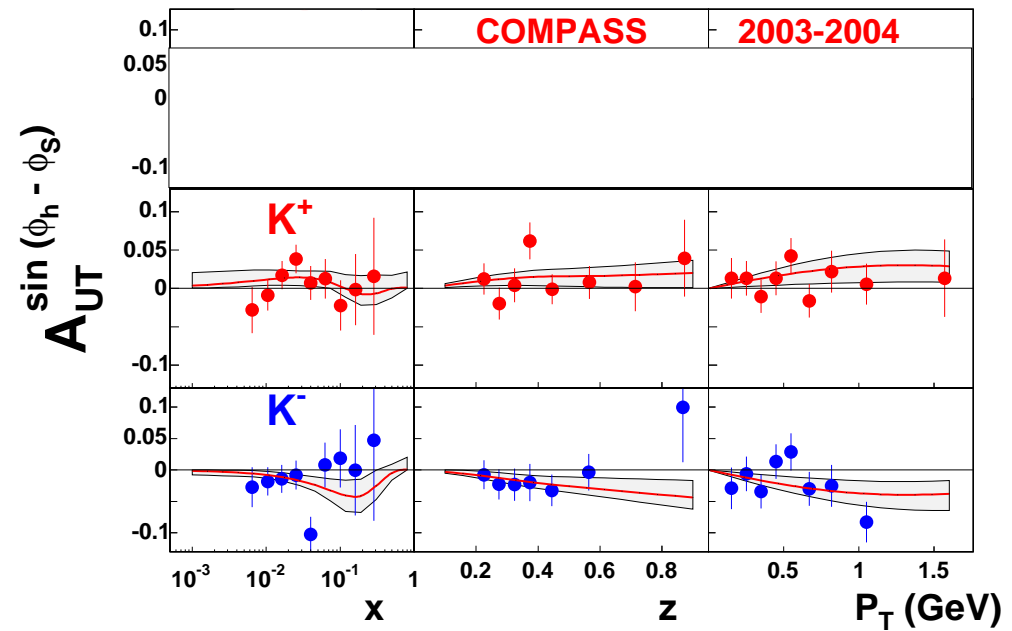 0.1 COMPASS 2003-2004
0.05
0
-0.1
A_UT^sin (ϕ_h - ϕ_S)
0.1 K^+
0.05
0
-0.1
0.1 K^-
0.05
0
-0.1
10^-3 10^-2 10^-1 1 0.2 0.4 0.6 0.8 0.5 1 1.5
x z P_T (GeV)